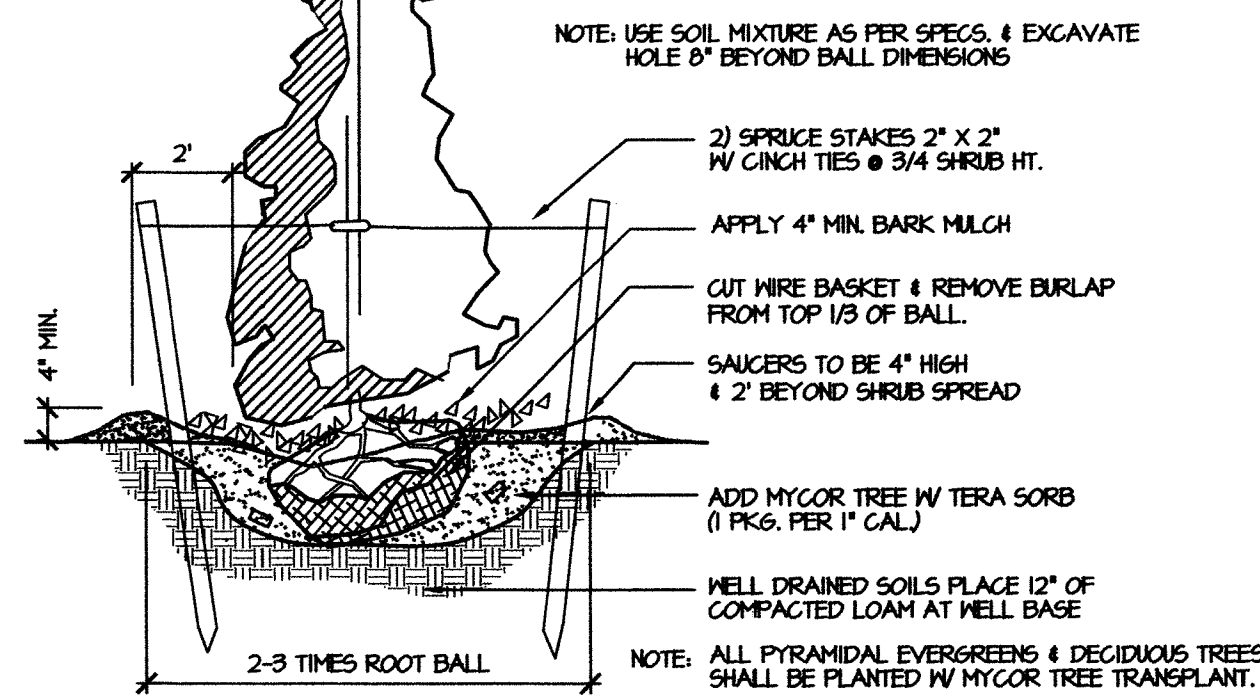 NOTE: USE SOIL MIXTURE AS PER SPECS. & EXCAVATE
HOLE 8" BEYOND BALL DIMENSIONS
2'
2) SPRUCE STAKES 2" X 2"
W/ CINCH TIES @ 3/4 SHRUB HT.
APPLY 4" MIN. BARK MULCH
CUT WIRE BASKET & REMOVE BURLAP
FROM TOP 1/3 OF BALL.
4" MIN.
SAUCERS TO BE 4" HIGH
& 2' BEYOND SHRUB SPREAD
ADD MYCOR TREE W/ TERA SORB
(1 PKG. PER 1" CAL.)
WELL DRAINED SOILS PLACE 12" OF
COMPACTED LOAM AT WELL BASE
2-3 TIMES ROOT BALL
NOTE: ALL PYRAMIDAL EVERGREENS & DECIDUOUS TREES
SHALL BE PLANTED W/ MYCOR TREE TRANSPLANT.